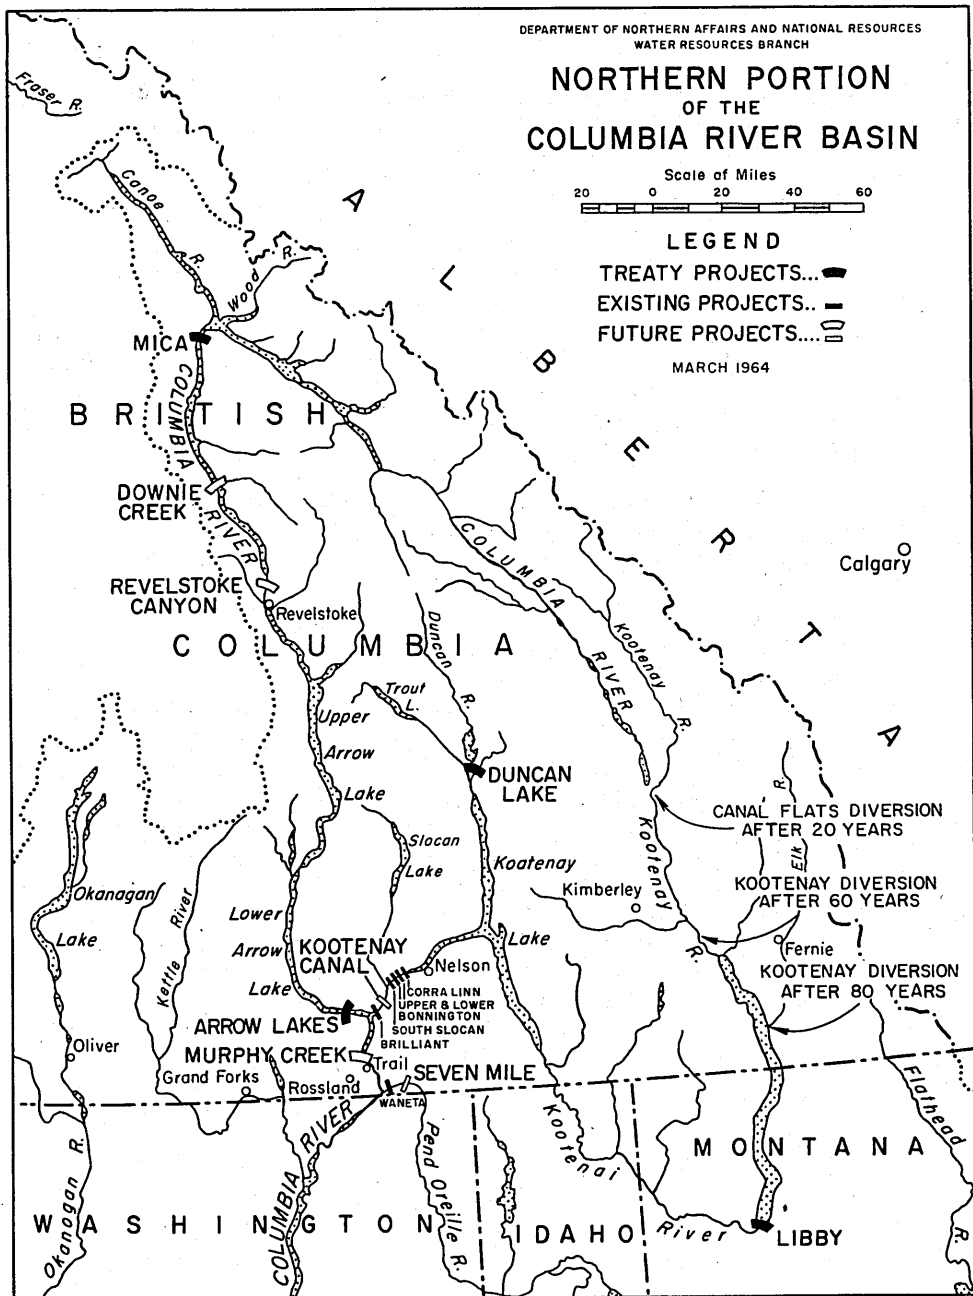 DEPARTMENT OF NORTHERN AFFAIRS AND NATIONAL RESOURCES
WATER RESOURCES BRANCH
NORTHERN PORTION
OF THE
COLUMBIA RIVER BASIN
Scale of Miles
20 0 20 40 60
LEGEND
TREATY PROJECTS...
EXISTING PROJECTS..
FUTURE PROJECTS....
MARCH 1964
Fraser R.
Canoe R.
Wood R.
ALBERTA
MICA
COLUMBIA RIVER
BRITISH
DOWNIE
CREEK
REVELSTOKE
CANYON
Revelstoke
COLUMBIA
COLUMBIA RIVER
Calgary
Kootenay R.
Duncan R.
Trout
L.
Upper
Arrow
Lake
DUNCAN
LAKE
CANAL FLATS DIVERSION
AFTER 20 YEARS
Elk R.
Slocan
Lake
Kootenay R.
Kootenay
Lake
Kimberley
KOOTENAY DIVERSION
AFTER 60 YEARS
Fernie
KOOTENAY DIVERSION
AFTER 80 YEARS
Okanagan
Lake
Kettle River
Lower
Arrow
Lake
KOOTENAY
CANAL
Nelson
CORRA LINN
UPPER & LOWER
BONNINGTON
SOUTH SLOCAN
BRILLIANT
ARROW LAKES
MURPHY CREEK
Trail
Oliver
Grand Forks
Rossland
SEVEN MILE
WANETA
Flathead R.
Kootenai River
MONTANA
COLUMBIA RIVER
Pend Oreille R.
Okanogan R.
WASHINGTON
IDAHO
LIBBY